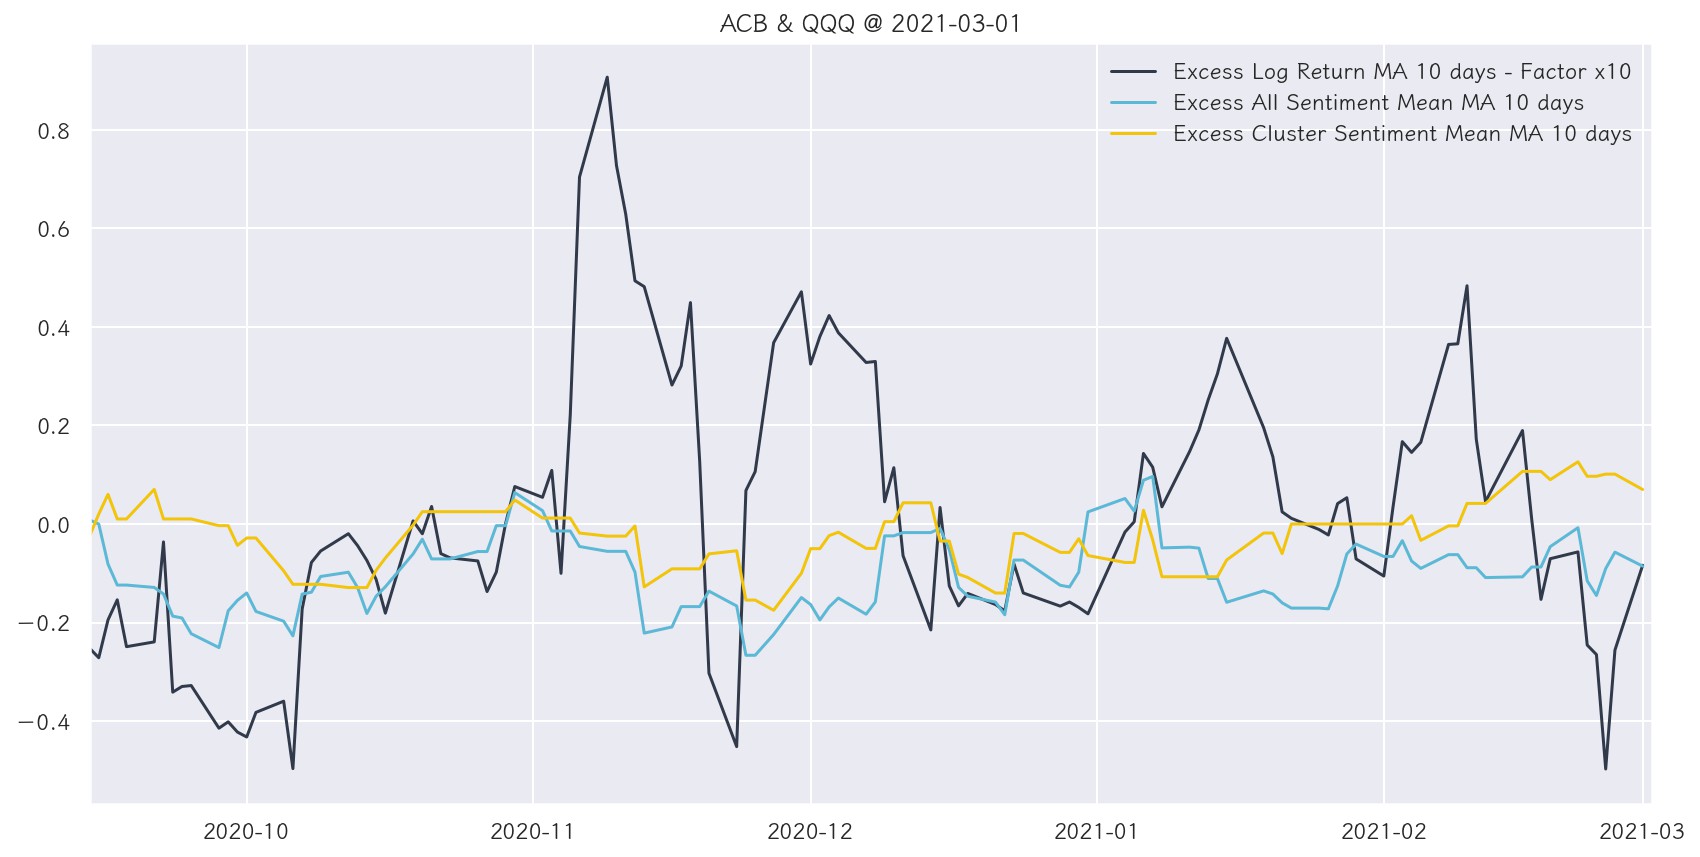 ACB & QQQ @ 2021-03-01
Excess Log Return MA 10 days - Factor x10
Excess All Sentiment Mean MA 10 days
Excess Cluster Sentiment Mean MA 10 days
0.8
0.6
0.4
0.2
0.0
−0.2
−0.4
2020-10 2020-11 2020-12 2021-01 2021-02 2021-03